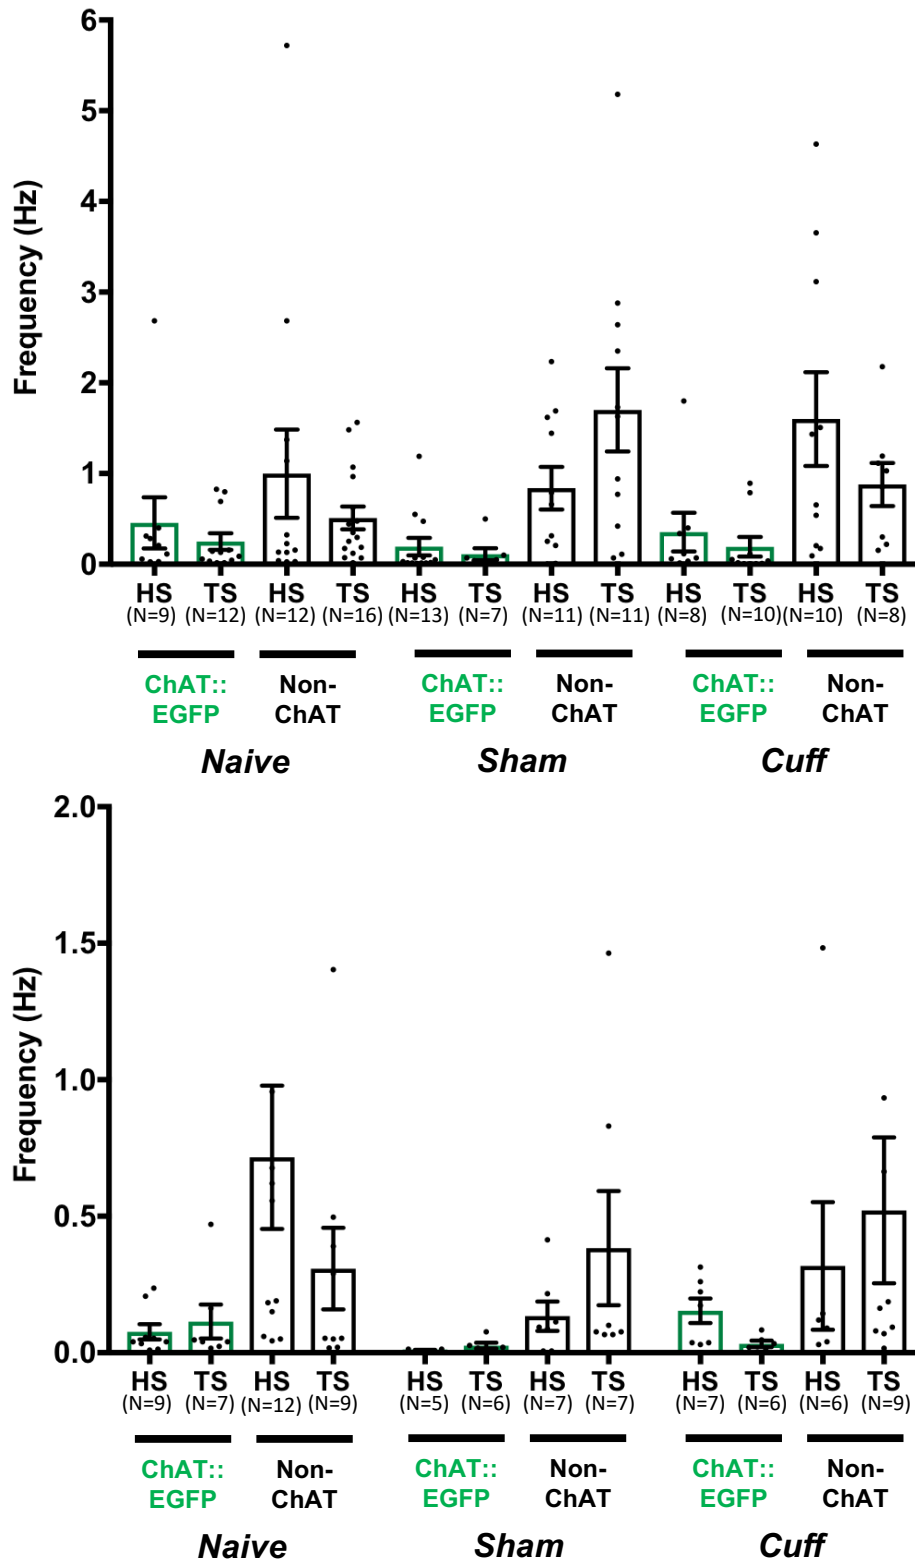 6
5
4
3
2
1
0
Frequency (Hz)
HS TS HS TS HS TS HS TS HS TS HS TS
(N=9) (N=12) (N=12) (N=16) (N=13) (N=7) (N=11) (N=11) (N=8) (N=10) (N=10) (N=8)
ChAT:: Non- ChAT:: Non- ChAT:: Non-
EGFP ChAT EGFP ChAT EGFP ChAT
Naive Sham Cuff
2.0
1.5
1.0
0.5
0.0
Frequency (Hz)
HS TS HS TS HS TS HS TS HS TS HS TS
(N=9) (N=7) (N=12) (N=9) (N=5) (N=6) (N=7) (N=7) (N=7) (N=6) (N=6) (N=9)
ChAT:: Non- ChAT:: Non- ChAT:: Non-
EGFP ChAT EGFP ChAT EGFP ChAT
Naive Sham Cuff